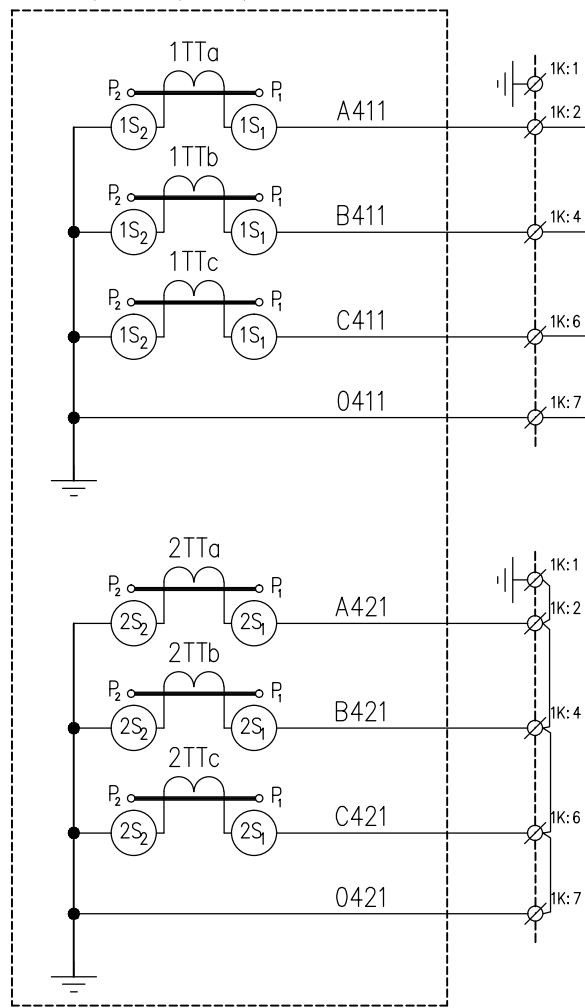 1TTa
P2 P1 1K:1
1S2 1S1 A411 1K:2
1TTb
P2 P1
1S2 1S1 B411 1K:4
1TTc
P2 P1
1S2 1S1 C411 1K:6
0411 1K:7
2TTa
P2 P1 1K:1
2S2 2S1 A421 1K:2
2TTb
P2 P1
2S2 2S1 B421 1K:4
2TTc
P2 P1
2S2 2S1 C421 1K:6
0421 1K:7